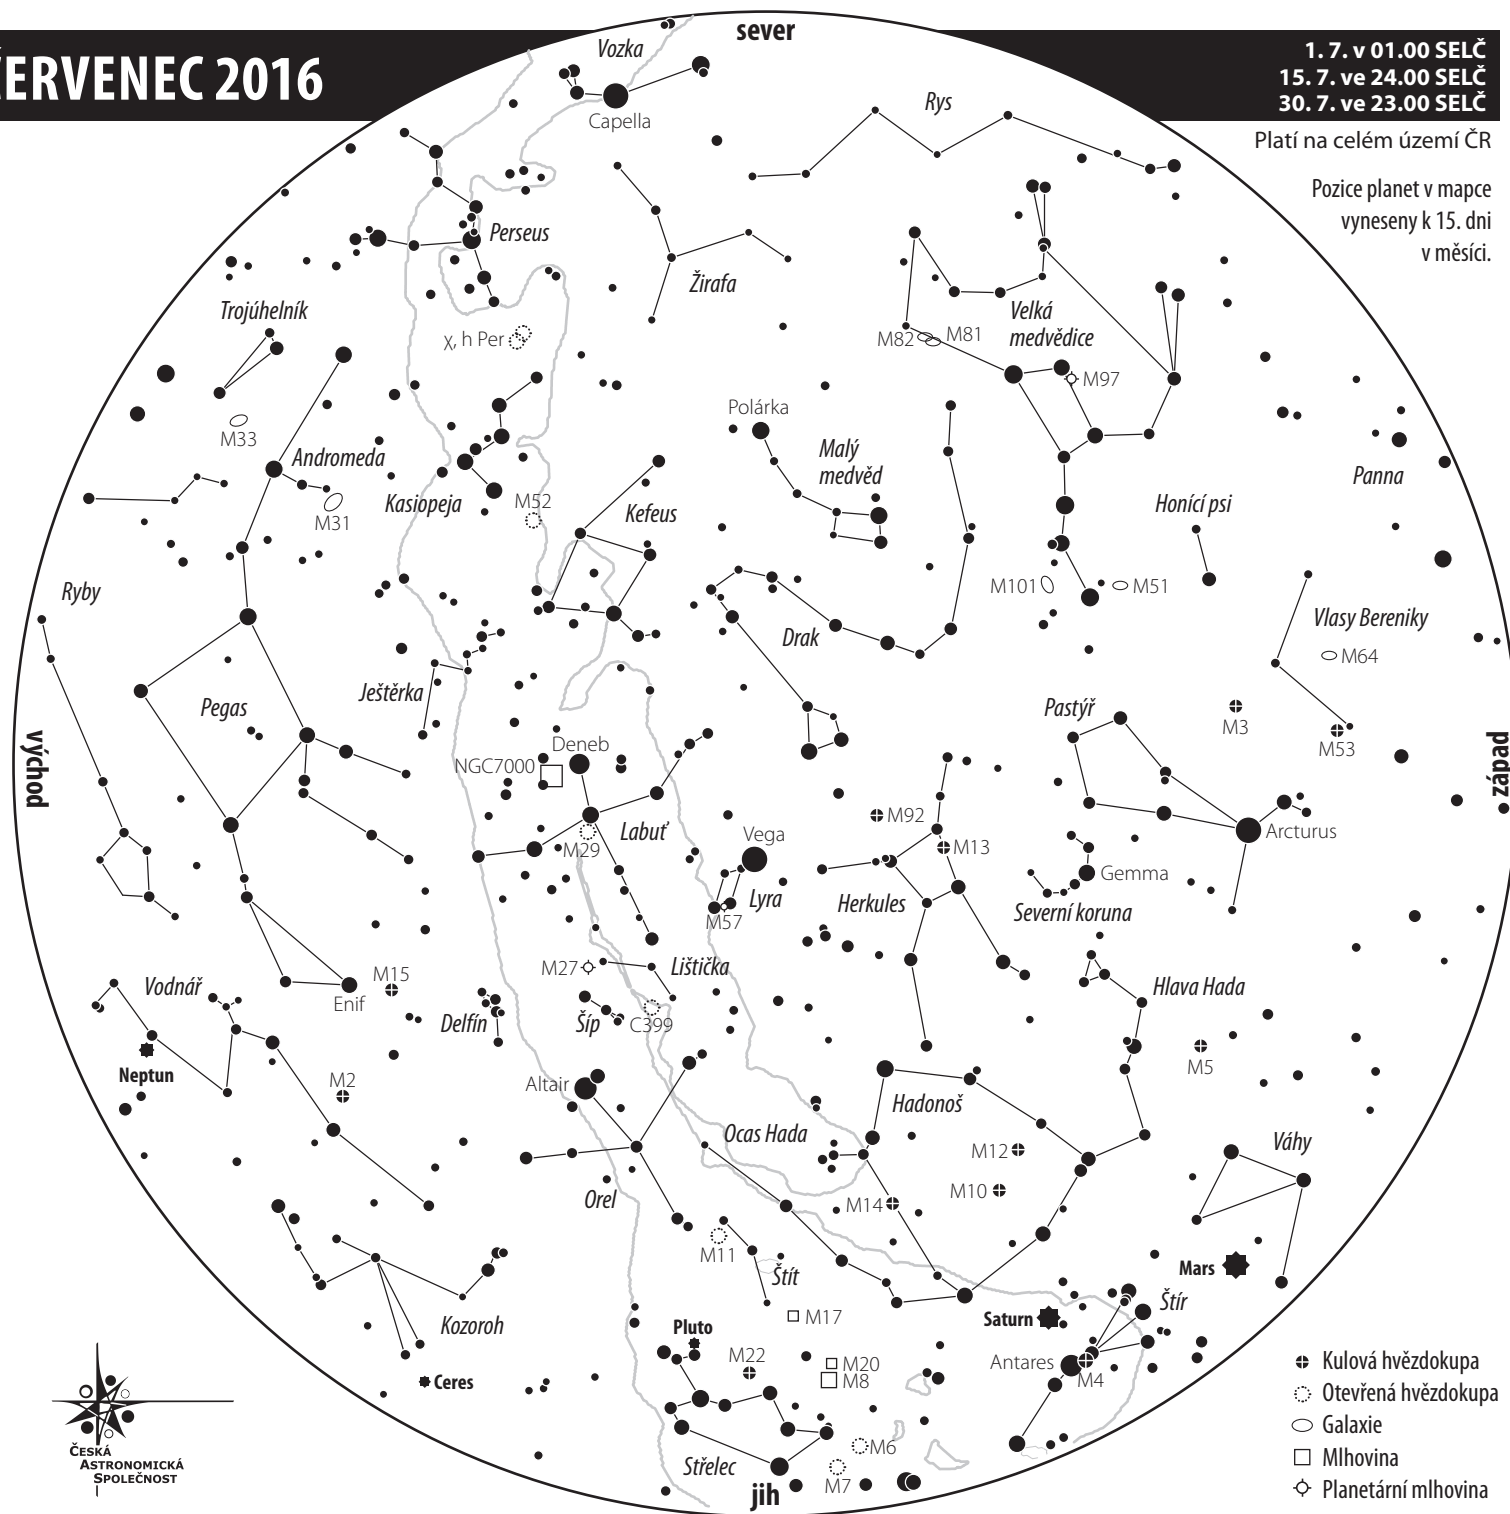 ČERVENEC 2016
sever
1. 7. v 01.00 SELČ
15. 7. ve 24.00 SELČ
30. 7. ve 23.00 SELČ
Platí na celém území ČR
Pozice planet v mapce
vyneseny k 15. dni
v měsíci.
Vozka
Capella
Rys
Perseus
Žirafa
Trojúhelník
χ, h Per
Velká
medvědice
M82
M81
M97
M33
Polárka
Malý
medvěd
Andromeda
M31
Kasiopeja
M52
Kefeus
Honící psi
Panna
Ryby
M101
M51
Vlasy Bereniky
M64
Drak
Ještěrka
Pegas
Pastýř
M3
M53
východ
západ
Deneb
NGC7000
Labuť
M29
Vega
Lyra
M57
M92
M13
Herkules
Gemma
Severní koruna
Arcturus
Vodnář
M15
Enif
M27
Lištička
Delfín
Šíp
C399
Hlava Hada
Neptun
M2
Altair
M5
Hadonoš
Ocas Hada
M12
M10
M14
Váhy
Orel
M11
Štít
Mars
Kozoroh
M17
Saturn
Štír
Pluto
M22
M20
M8
Antares
M4
Ceres
Střelec
M6
M7
jih
Kulová hvězdokupa
Otevřená hvězdokupa
Galaxie
Mlhovina
Planetární mlhovina
ČESKÁ
ASTRONOMICKÁ
SPOLEČNOST